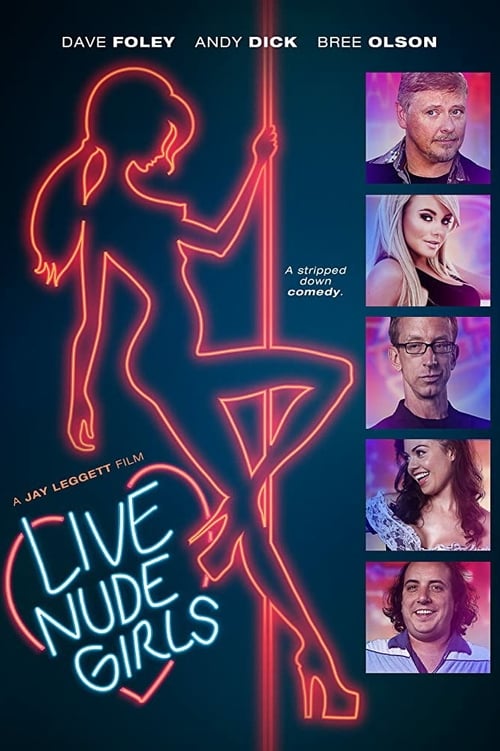 DAVE FOLEY ANDY DICK BREE OLSON
A stripped
down
comedy.
A JAY LEGGETT FILM
LIVE
NUDE
GIRLS